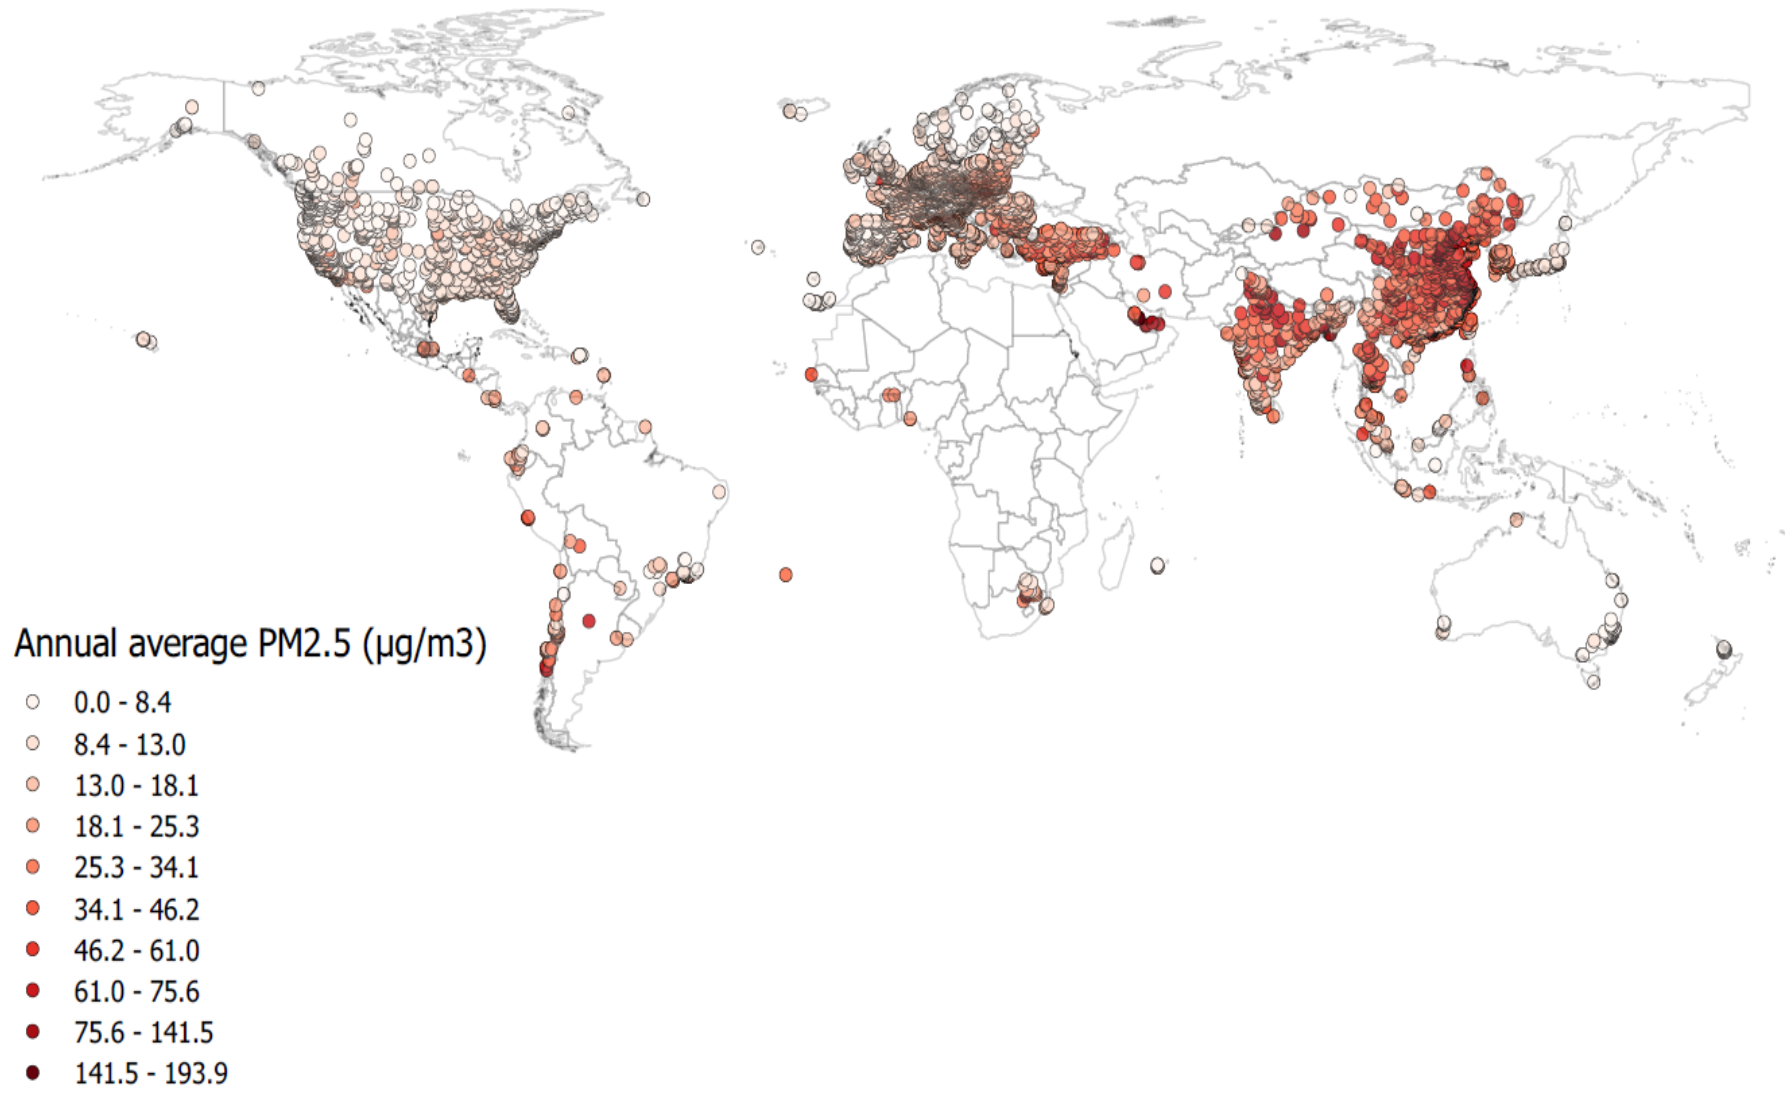 Annual average PM2.5 (µg/m3)
0.0 - 8.4
8.4 - 13.0
13.0 - 18.1
18.1 - 25.3
25.3 - 34.1
34.1 - 46.2
46.2 - 61.0
61.0 - 75.6
75.6 - 141.5
141.5 - 193.9